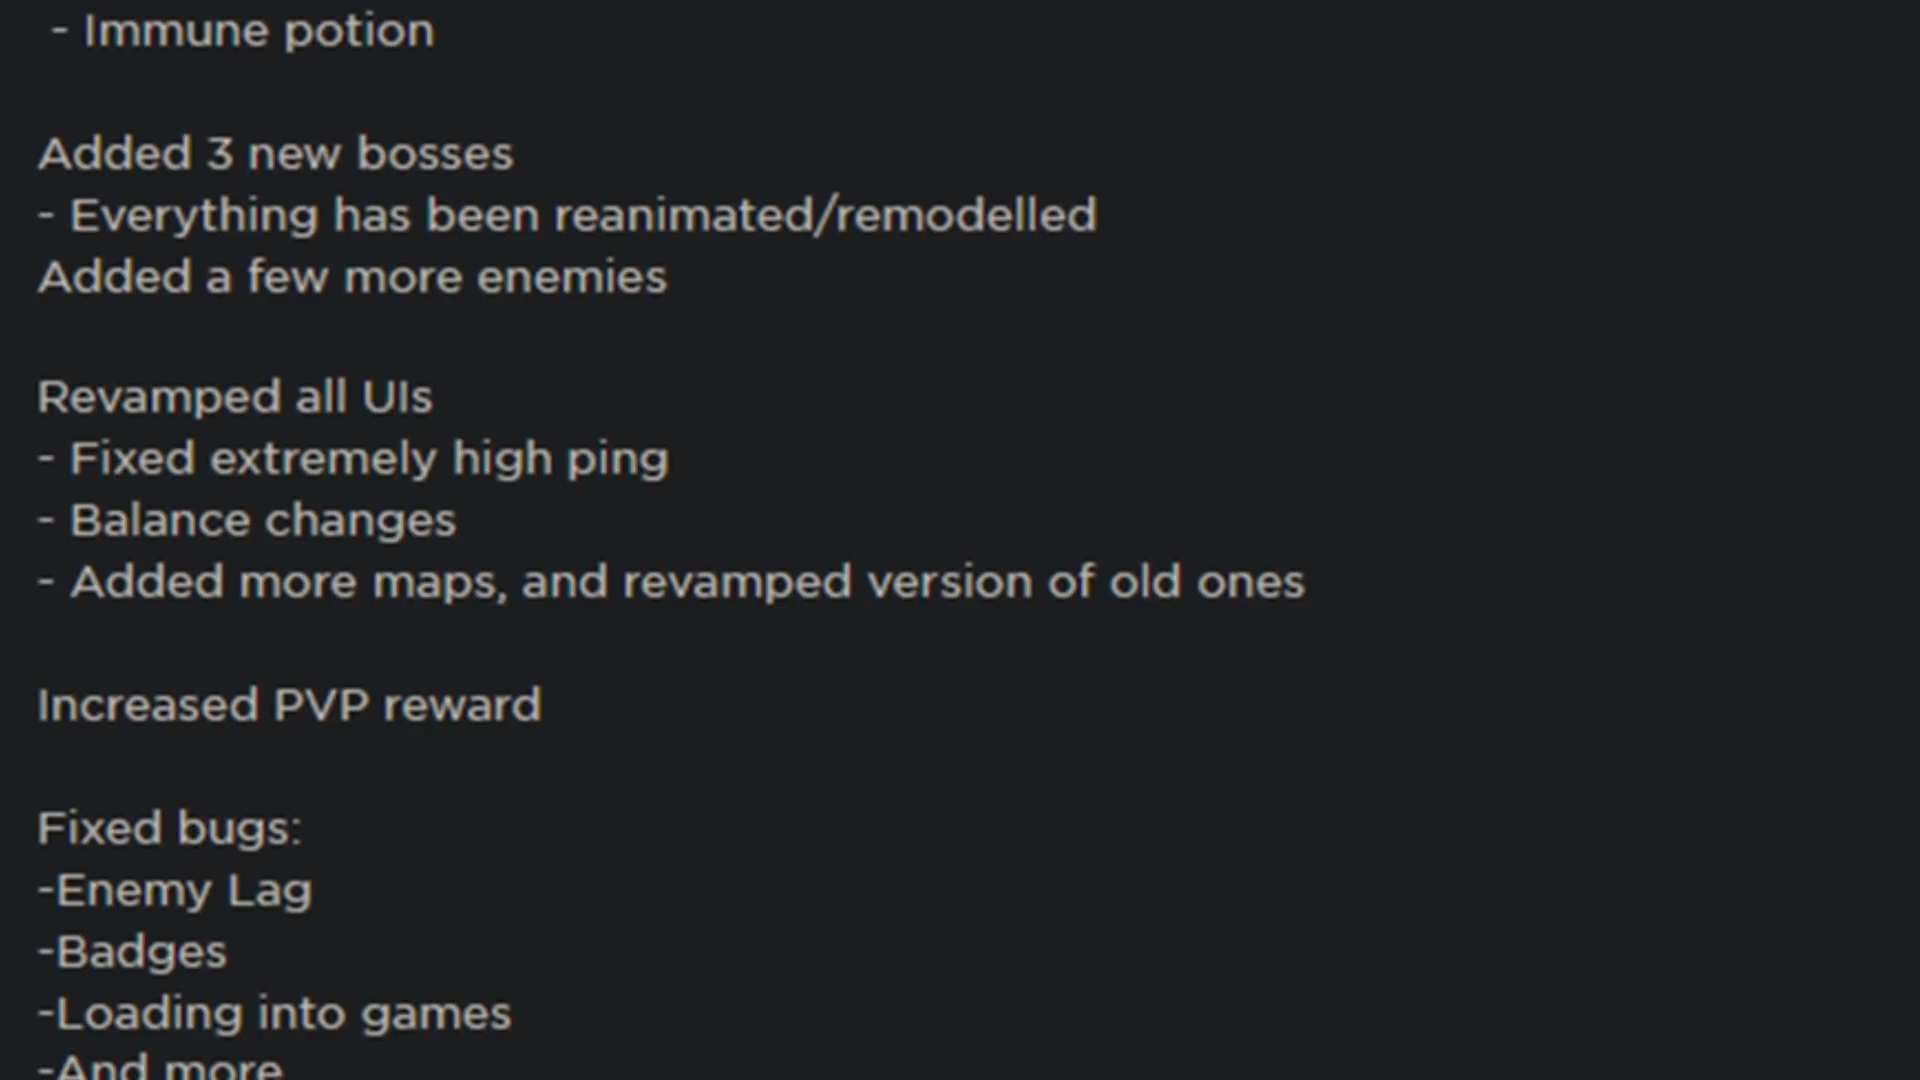 - Immune potion
Added 3 new bosses
- Everything has been reanimated/remodelled
Added a few more enemies
Revamped all UIs
- Fixed extremely high ping
- Balance changes
- Added more maps, and revamped version of old ones
Increased PVP reward
Fixed bugs:
-Enemy Lag
-Badges
-Loading into games
-And more